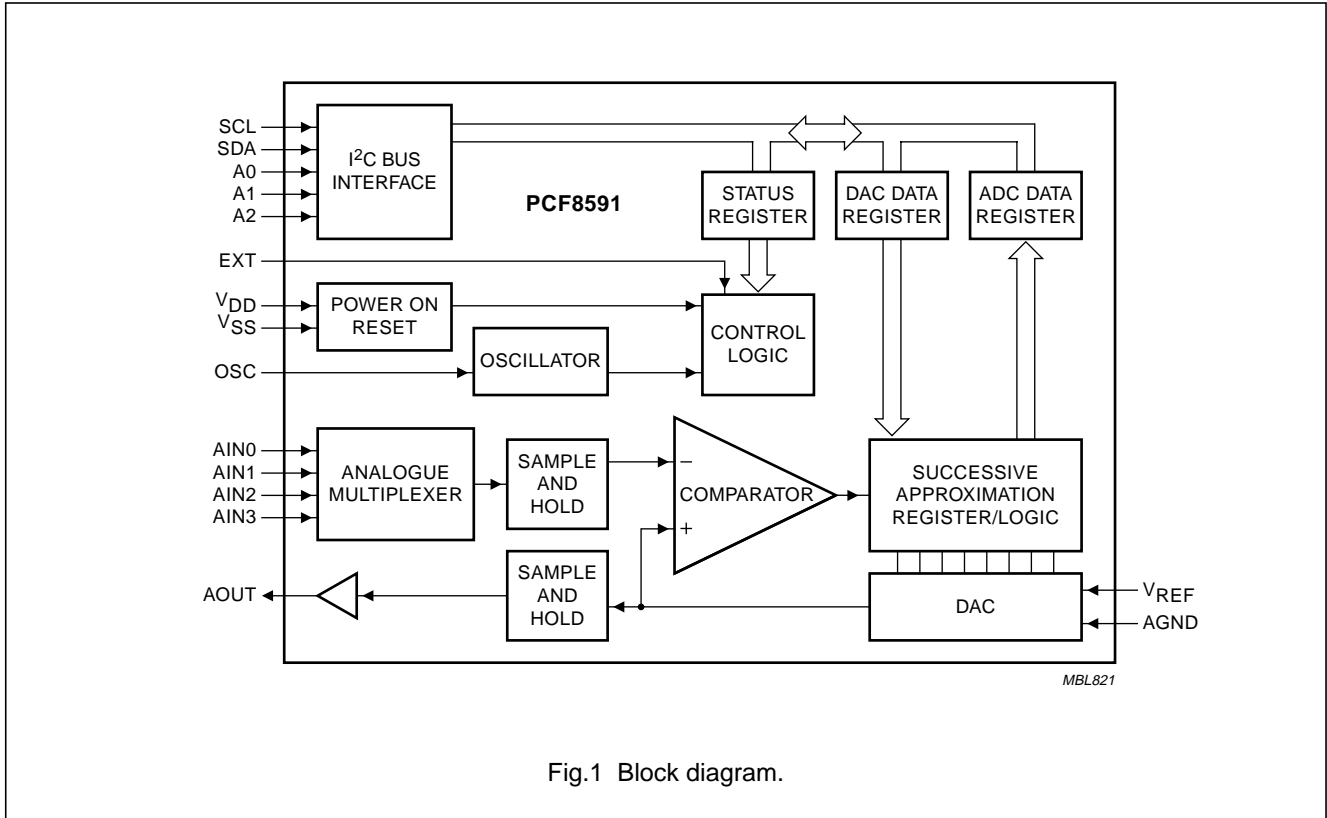 SCL
SDA
A0
A1
A2
I2C BUS
INTERFACE
PCF8591
STATUS
REGISTER
DAC DATA
REGISTER
ADC DATA
REGISTER
EXT
VDD
VSS
POWER ON
RESET
OSC
OSCILLATOR
CONTROL
LOGIC
AIN0
AIN1
AIN2
AIN3
ANALOGUE
MULTIPLEXER
SAMPLE
AND
HOLD
−
COMPARATOR
+
SUCCESSIVE
APPROXIMATION
REGISTER/LOGIC
AOUT
SAMPLE
AND
HOLD
DAC
VREF
AGND
MBL821
Fig.1 Block diagram.